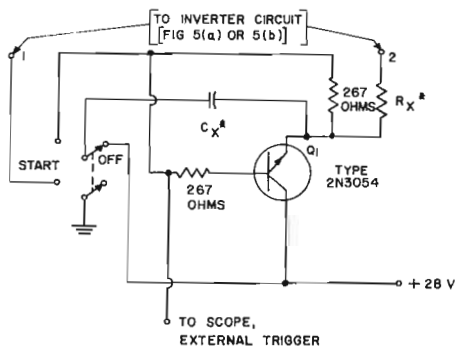 TO INVERTER CIRCUIT
[FIG 5(a) OR 5(b)]
1
2
267
OHMS
Rx*
Cx*
Q1
START
OFF
TYPE
2N3054
267
OHMS
+ 28 V
TO SCOPE,
EXTERNAL TRIGGER